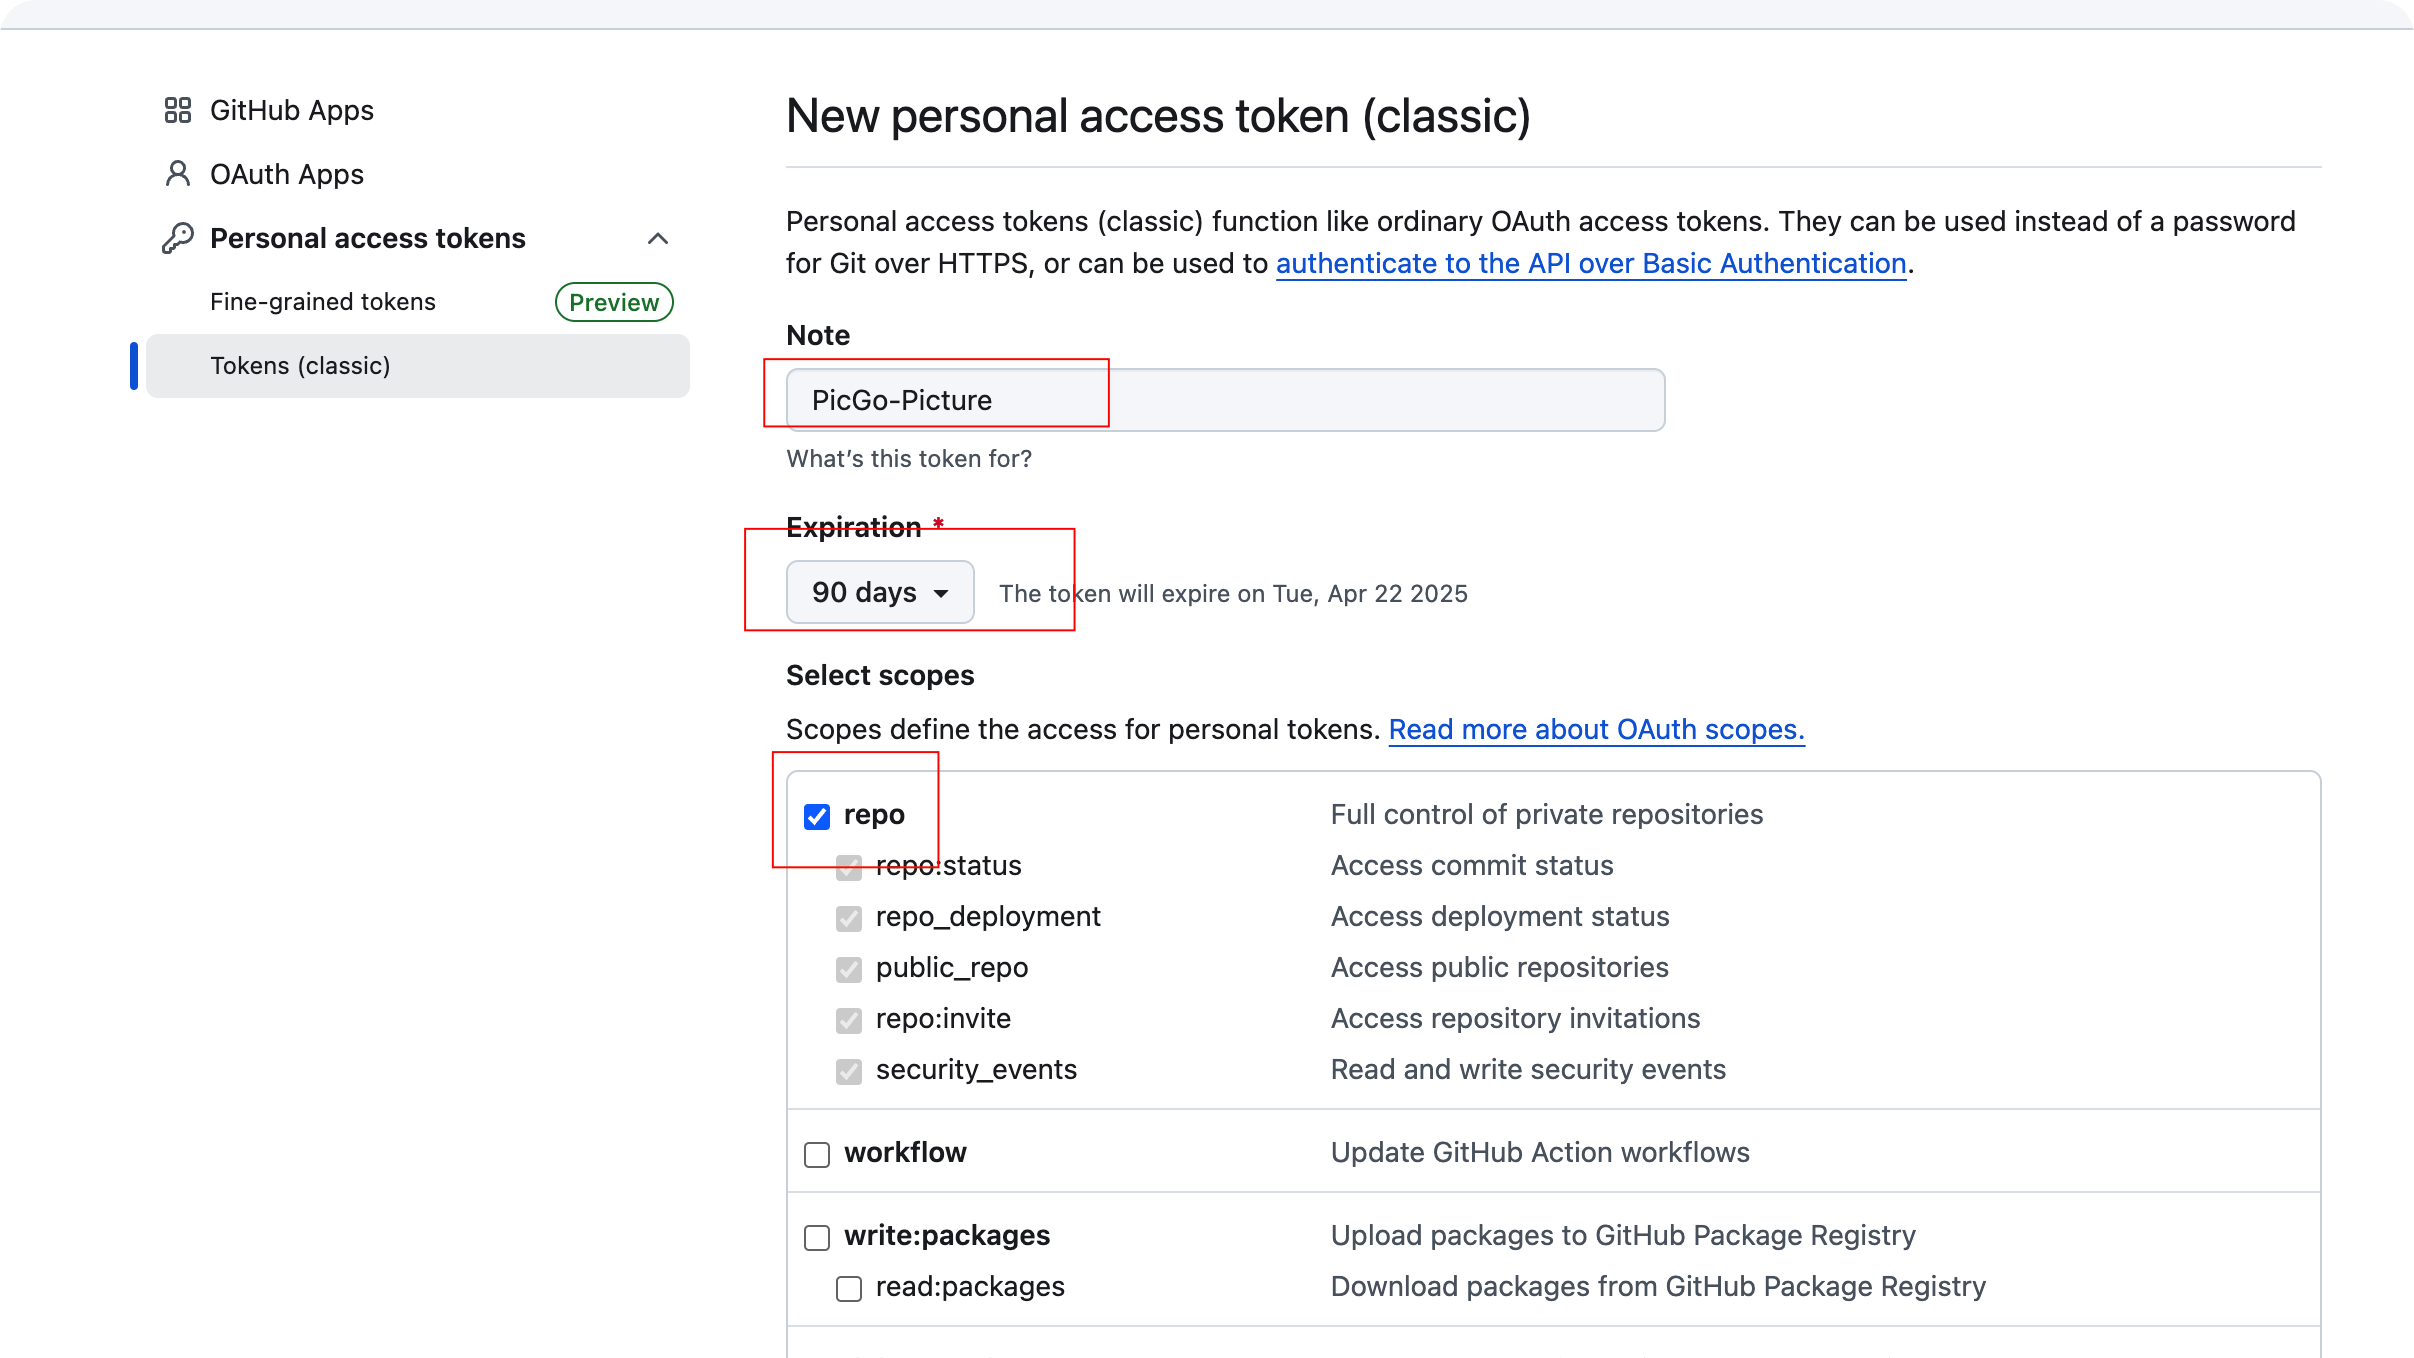 GitHub Apps
OAuth Apps
Personal access tokens
Fine-grained tokens Preview
Tokens (classic)
New personal access token (classic)
Personal access tokens (classic) function like ordinary OAuth access tokens. They can be used instead of a password
for Git over HTTPS, or can be used to authenticate to the API over Basic Authentication.
Note
PicGo-Picture
What's this token for?
Expiration *
90 days The token will expire on Tue, Apr 22 2025
Select scopes
Scopes define the access for personal tokens. Read more about OAuth scopes.
repo Full control of private repositories
repo:status Access commit status
repo_deployment Access deployment status
public_repo Access public repositories
repo:invite Access repository invitations
security_events Read and write security events
workflow Update GitHub Action workflows
write:packages Upload packages to GitHub Package Registry
read:packages Download packages from GitHub Package Registry